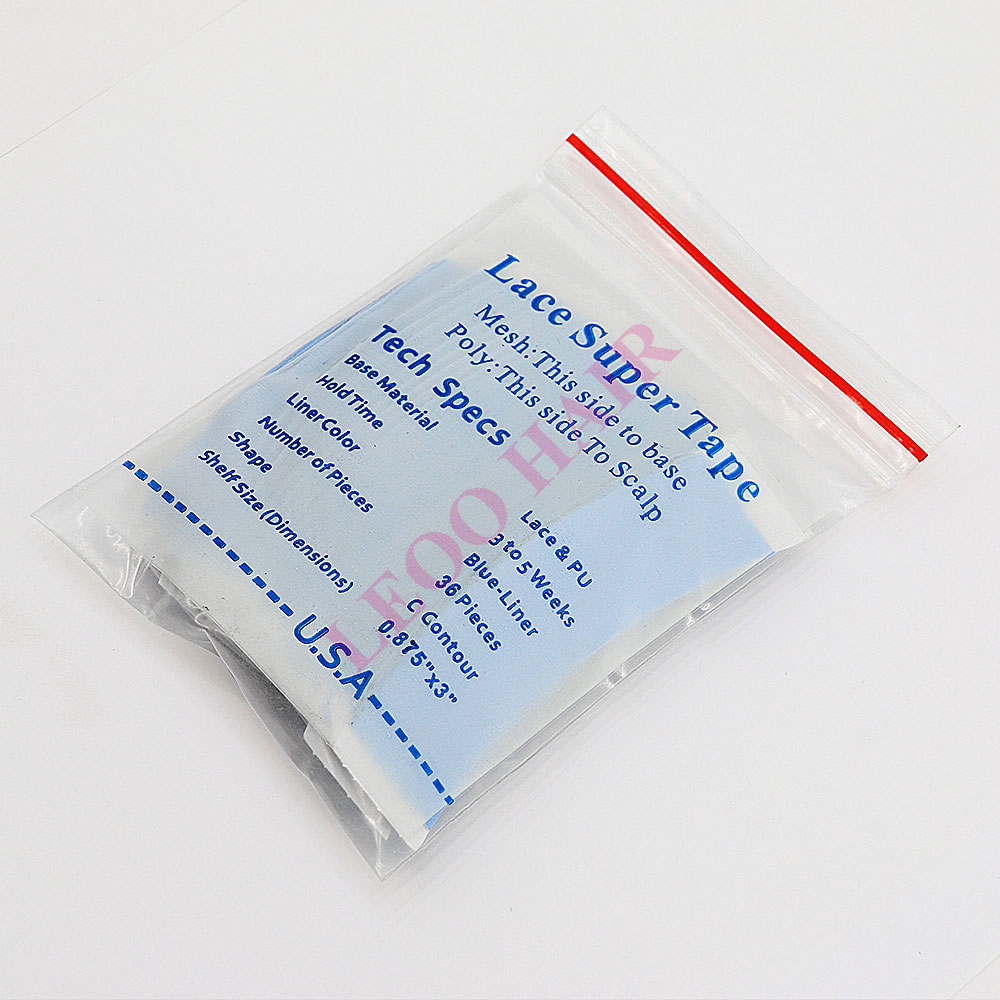 Lace Super Tape
Mesh:This side to base
Poly:This side To Scalp
Tech Specs
Base Material Lace & PU
Hold Time 3 to 5 Weeks
Liner Color Blue-Liner
Number of Pieces 36 Pieces
Shape C Contour
Shelf Size (Dimensions) 0.875"x3"
U.S.A
LEOO HAIR